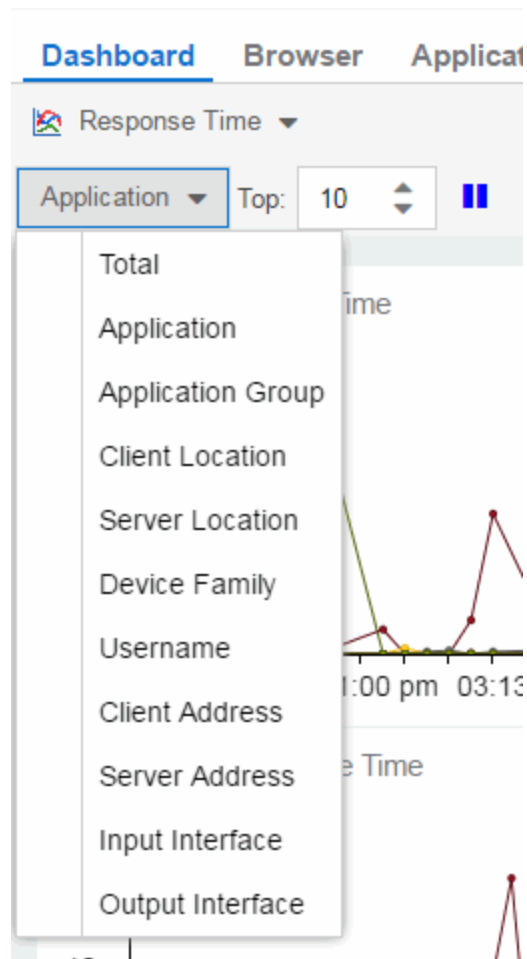 Dashboard Browser Applicat
Response Time
Application Top: 10
Total
ime
Application
Application Group
Client Location
Server Location
Device Family
Username
1:00 pm 03:13
Client Address
e Time
Server Address
Input Interface
Output Interface